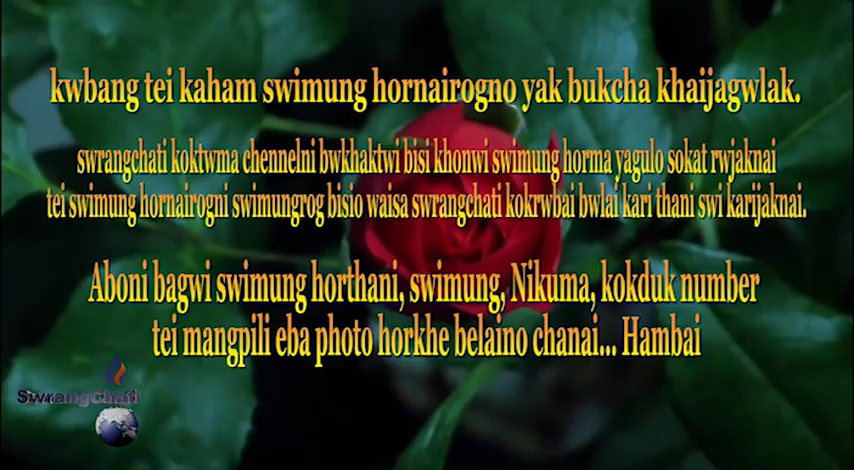 kwbang tei kaham swimung hornairogno yak bukcha khaijagwlak.
swrangchati koktwma chennelni bwkhaktwi bisi khonwi swimung horma yagulo sokat rwjaknai
tei swimung hornairogni swimungrog bisio waisa swrangchati kokrwbai bwlai kari thani swi karijaknai.
Aboni bagwi swimung horthani, swimung, Nikuma, kokduk number
tei mangpili eba photo horkhe belaino chanai... Hambai
SwrangChati